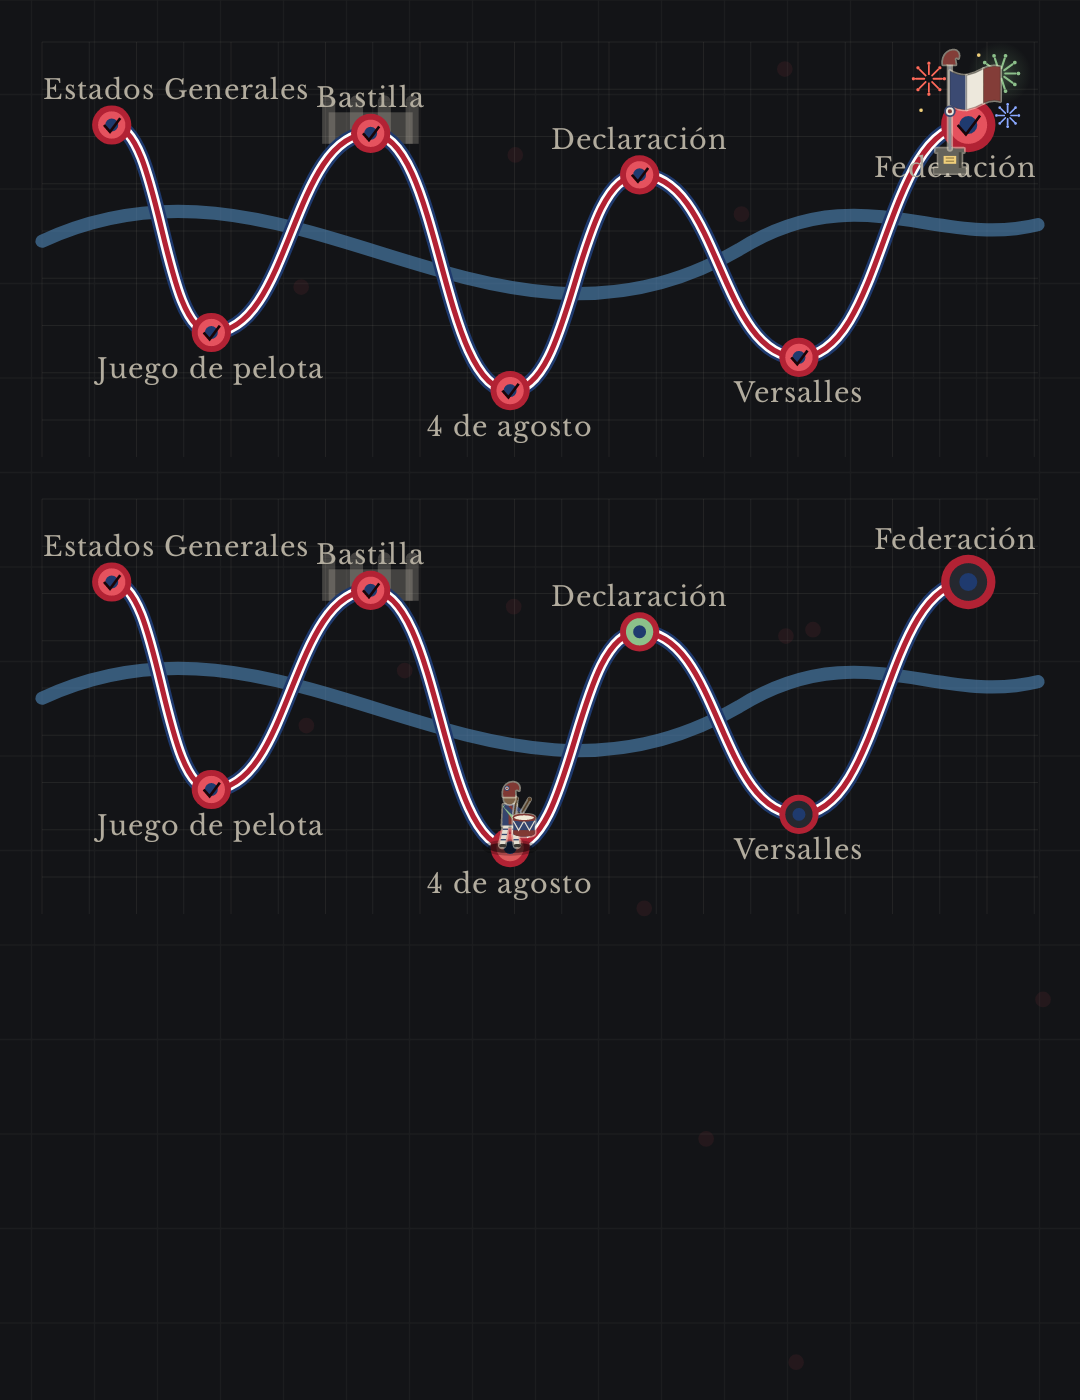 Estados Generales
Bastilla
Declaración
Federación
Juego de pelota
Versalles
4 de agosto
Estados Generales
Bastilla
Declaración
Federación
Juego de pelota
Versalles
4 de agosto